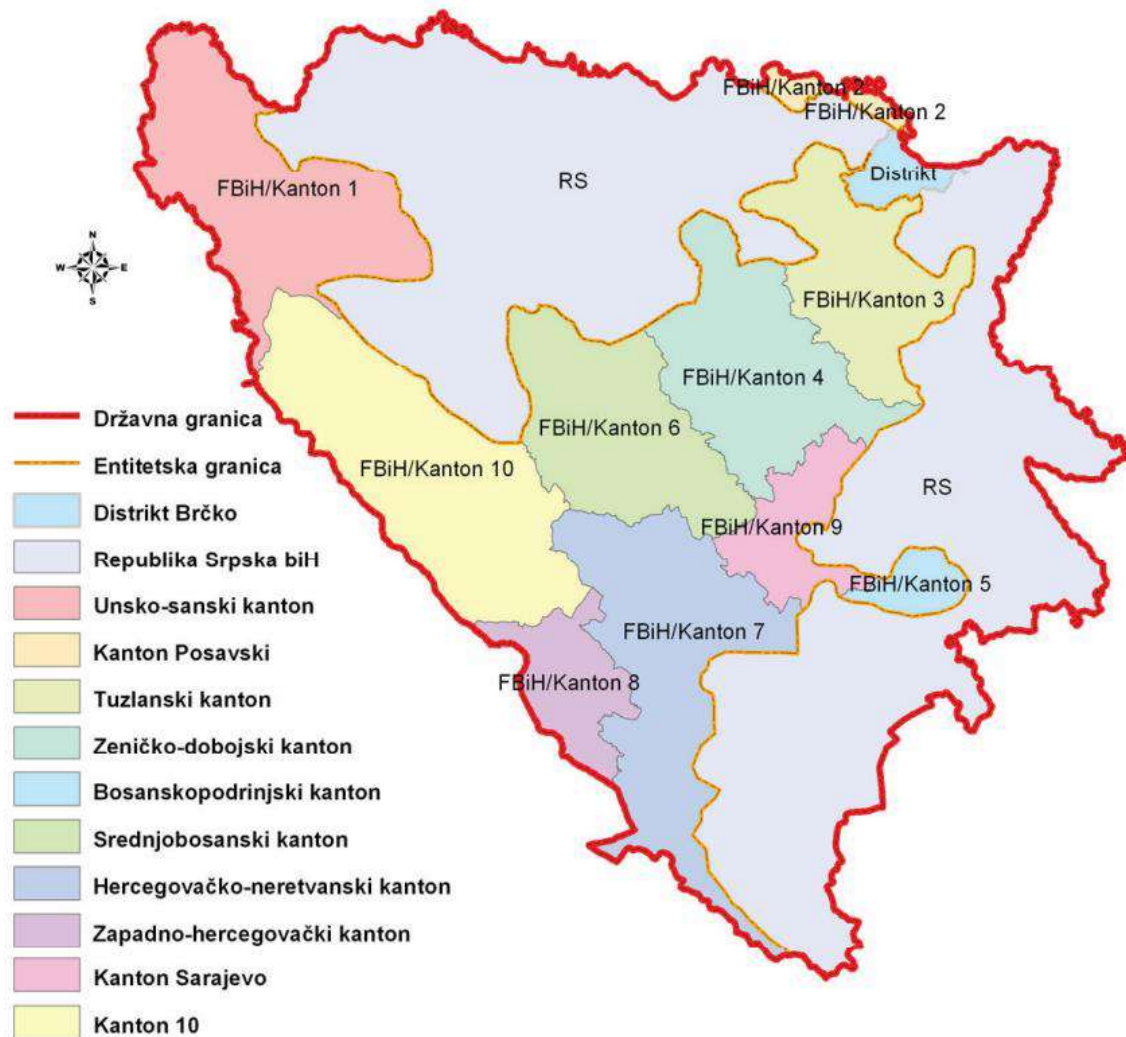 FBiH/Kanton 2
FBiH/Kanton 2
Distrikt
RS
FBiH/Kanton 1
N
W E
S
FBiH/Kanton 3
FBiH/Kanton 4
FBiH/Kanton 6
FBiH/Kanton 10
RS
FBiH/Kanton 9
FBiH/Kanton 5
FBiH/Kanton 7
FBiH/Kanton 8
Državna granica
Entitetska granica
Distrikt Brčko
Republika Srpska biH
Unsko-sanski kanton
Kanton Posavski
Tuzlanski kanton
Zeničko-dobojski kanton
Bosanskopodrinjski kanton
Srednjobosanski kanton
Hercegovačko-neretvanski kanton
Zapadno-hercegovački kanton
Kanton Sarajevo
Kanton 10